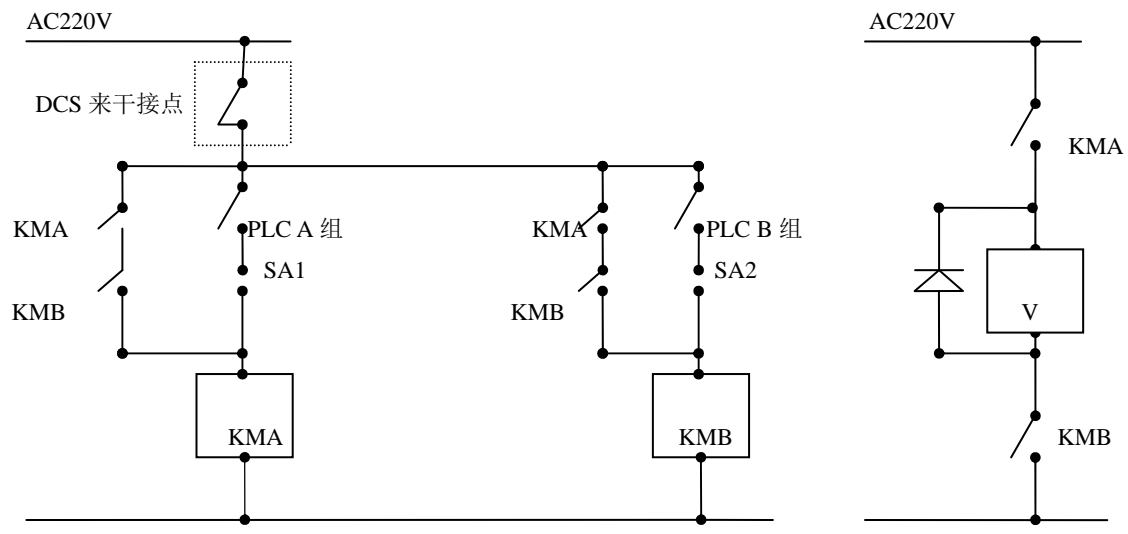 AC220V
AC220V
DCS 来干接点
KMA
KMA
PLC A 组
KMA
PLC B 组
SA1
SA2
KMB
KMB
V
KMA
KMB
KMB